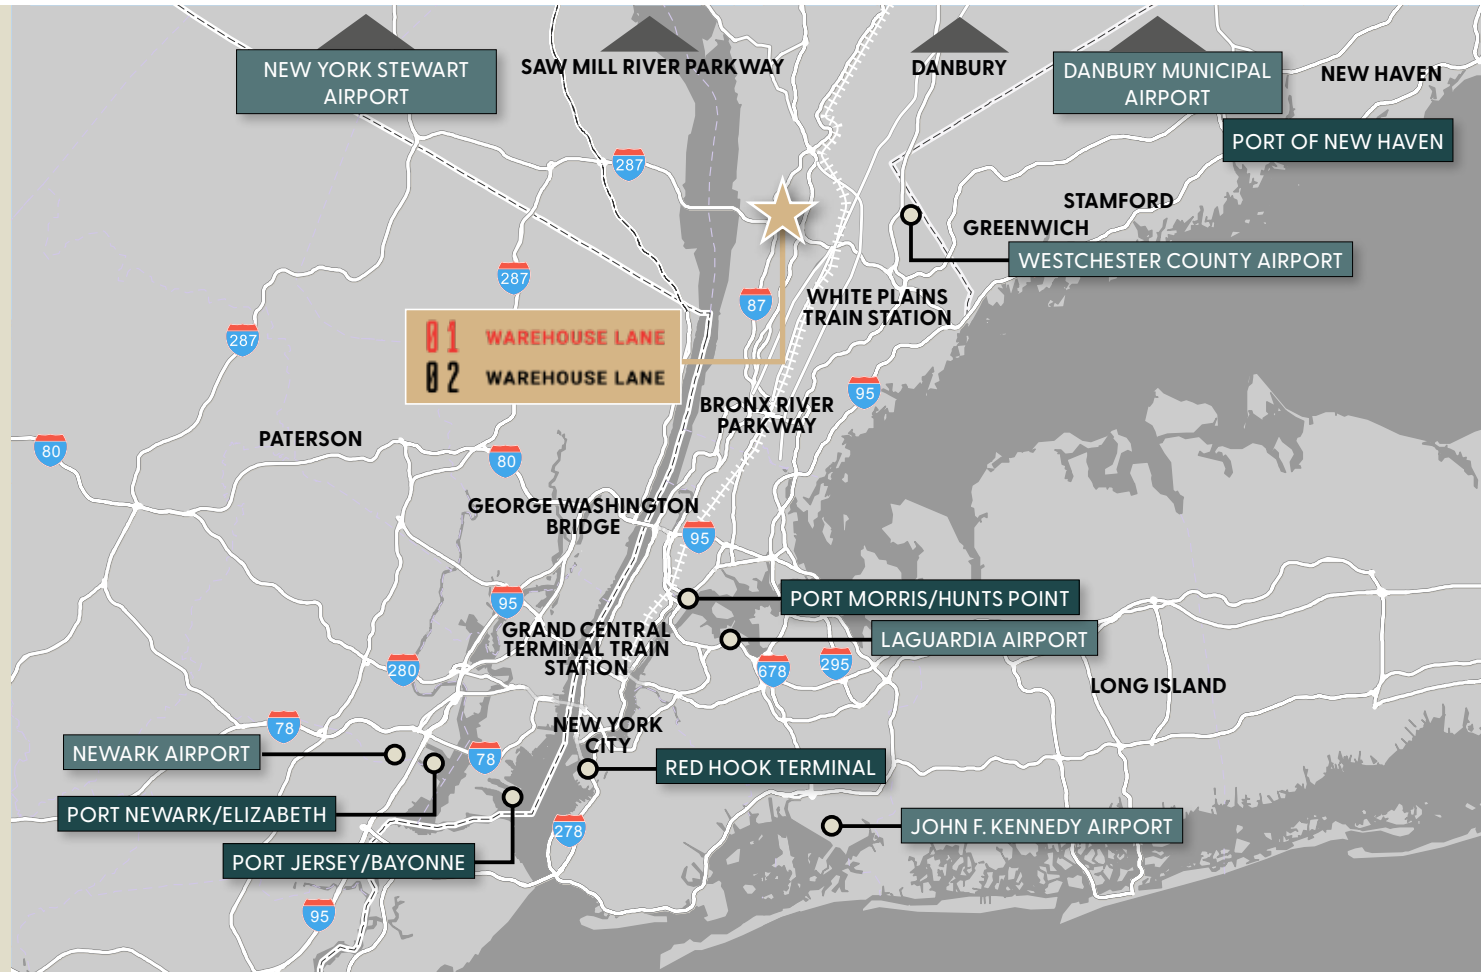 NEW YORK STEWART
AIRPORT
SAW MILL RIVER PARKWAY
DANBURY
DANBURY MUNICIPAL
AIRPORT
NEW HAVEN
PORT OF NEW HAVEN
287
STAMFORD
GREENWICH
WESTCHESTER COUNTY AIRPORT
287
87
WHITE PLAINS
TRAIN STATION
287
01 WAREHOUSE LANE
02 WAREHOUSE LANE
95
BRONX RIVER
PARKWAY
PATERSON
80
80
GEORGE WASHINGTON
BRIDGE
95
95
PORT MORRIS/HUNTS POINT
GRAND CENTRAL
TERMINAL TRAIN
STATION
LAGUARDIA AIRPORT
280
678
295
LONG ISLAND
78
NEW YORK
CITY
NEWARK AIRPORT
78
RED HOOK TERMINAL
PORT NEWARK/ELIZABETH
278
JOHN F. KENNEDY AIRPORT
PORT JERSEY/BAYONNE
95